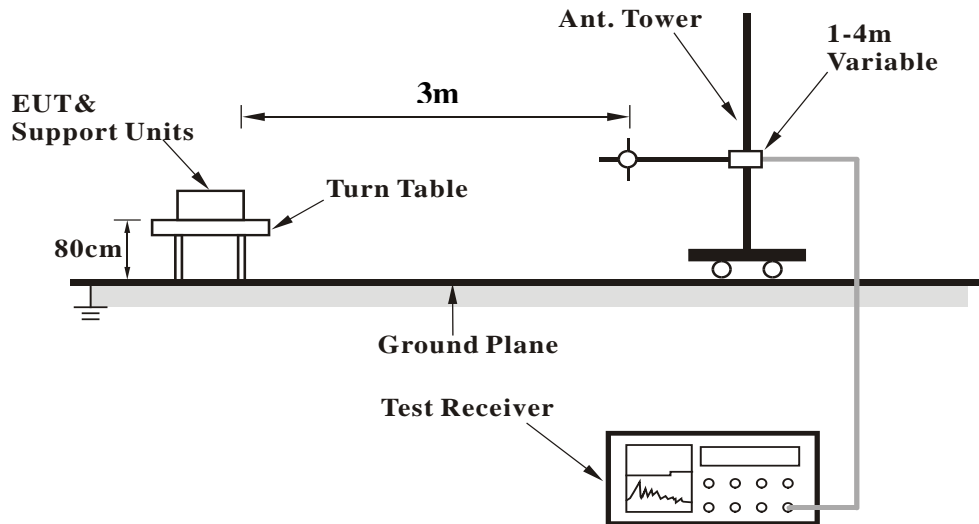 Ant. Tower
1-4m
Variable
3m
EUT&
Support Units
Turn Table
80cm
Ground Plane
Test Receiver